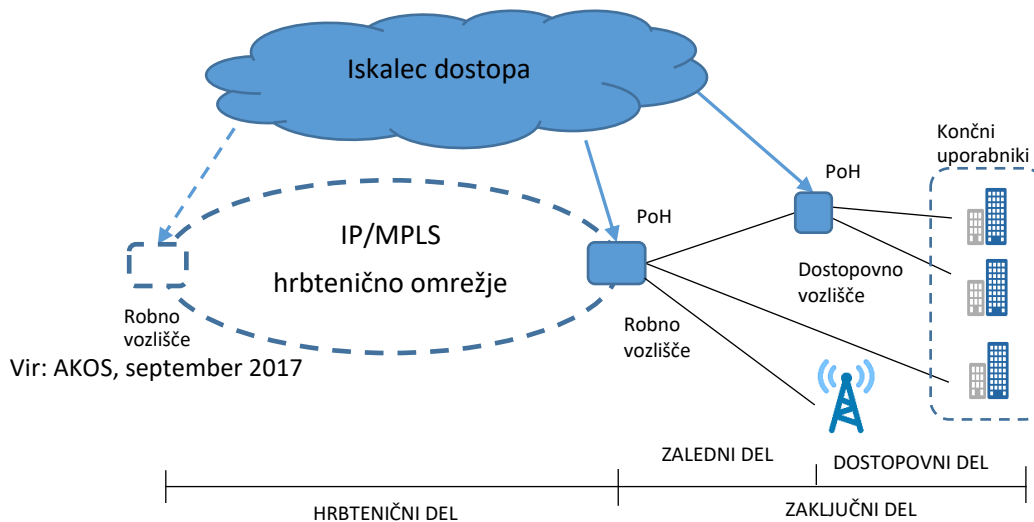 Iskalec dostopa
Končni
uporabniki
PoH
PoH
IP/MPLS
hrbtenično omrežje
Dostopovno
vozlišče
Robno
vozlišče
Robno
vozlišče
Vir: AKOS, september 2017
ZALEDNI DEL
DOSTOPOVNI DEL
HRBTENIČNI DEL
ZAKLJUČNI DEL